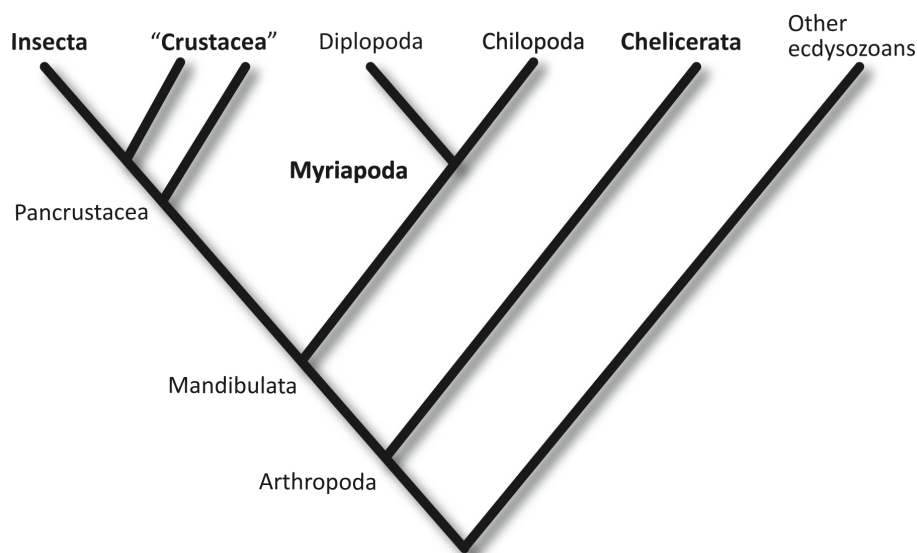 Insecta
“Crustacea”
Diplopoda
Chilopoda
Chelicerata
Other
ecdysozoans
Myriapoda
Pancrustacea
Mandibulata
Arthropoda